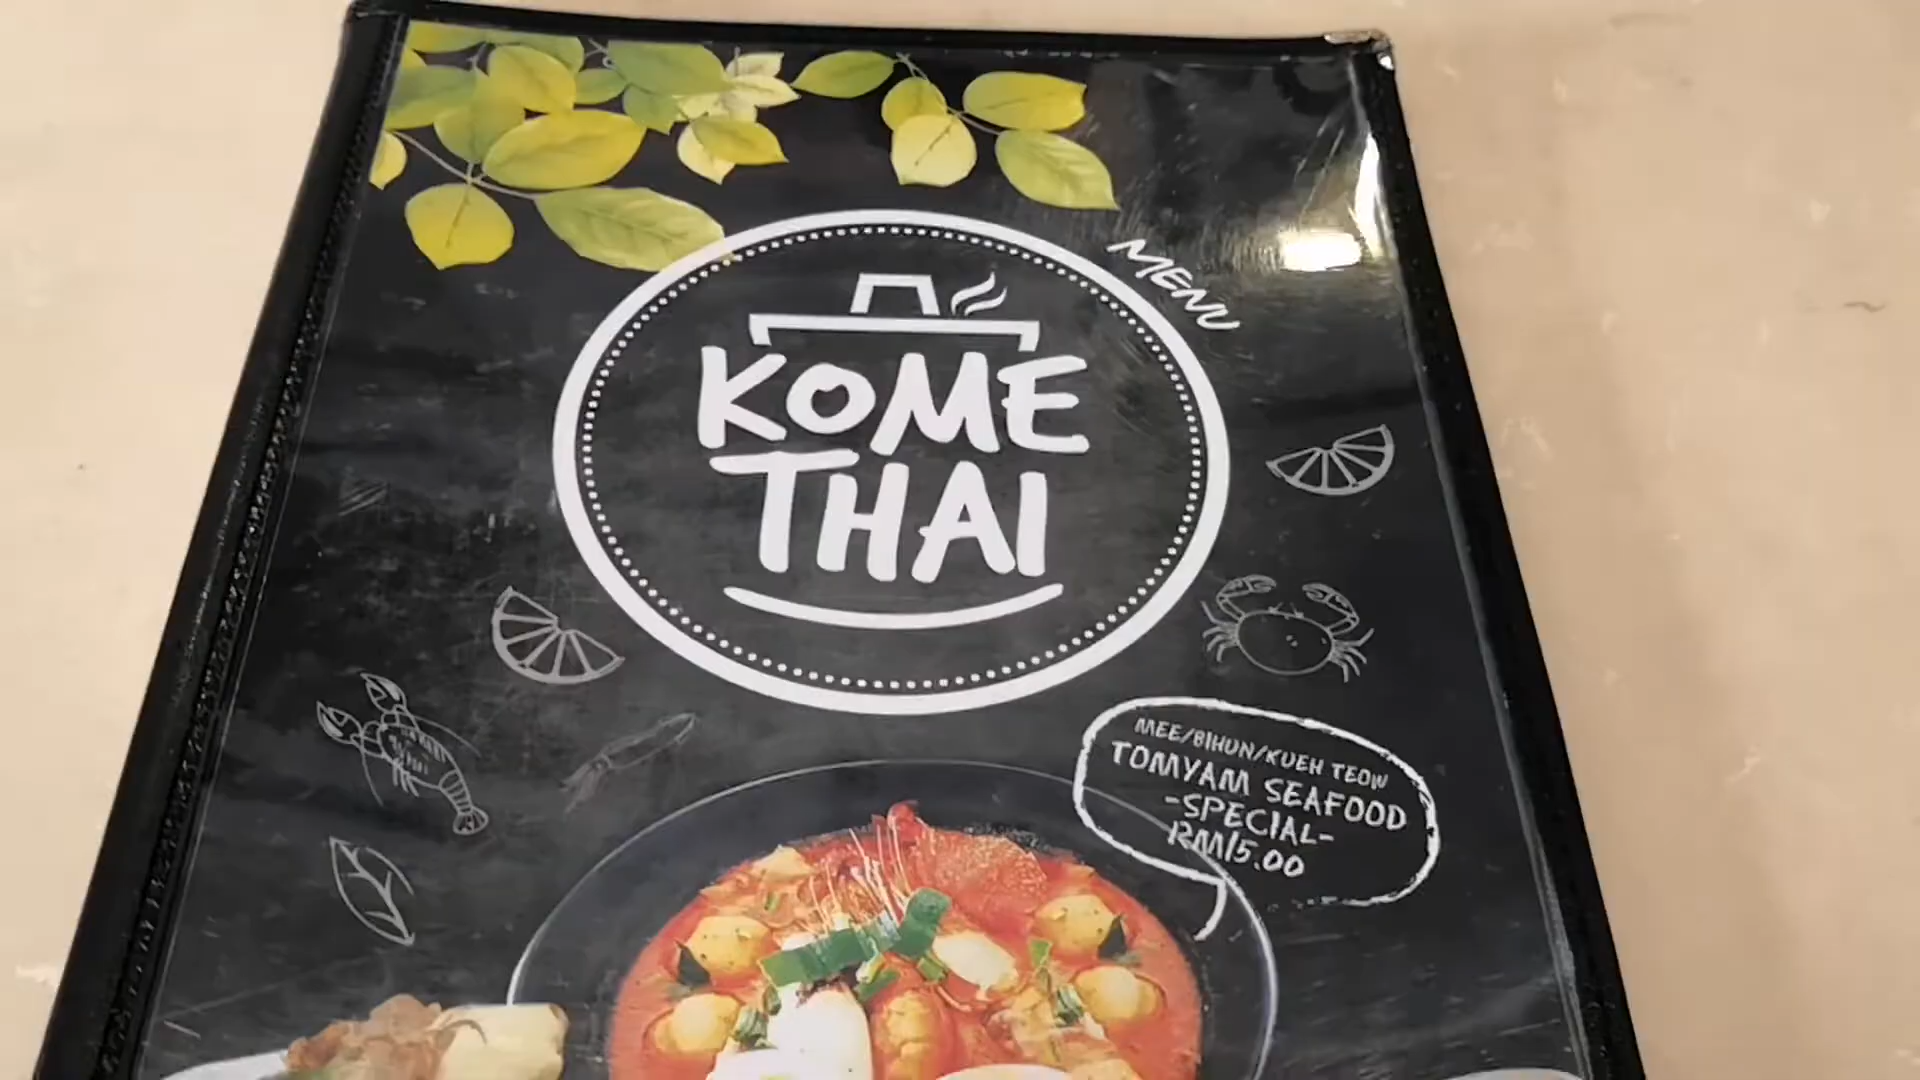 MENU
KOME
THAI
MEE/BIHUN/KUEH TEOW
TOMYAM SEAFOOD
-SPECIAL-
RM15.00